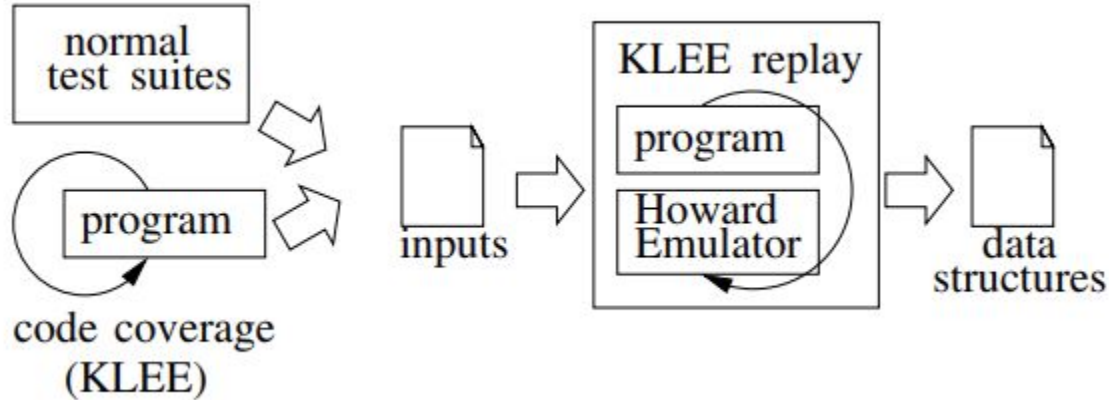 normal
test suites
program
code coverage
(KLEE)
inputs
KLEE replay
program
Howard
Emulator
data
structures